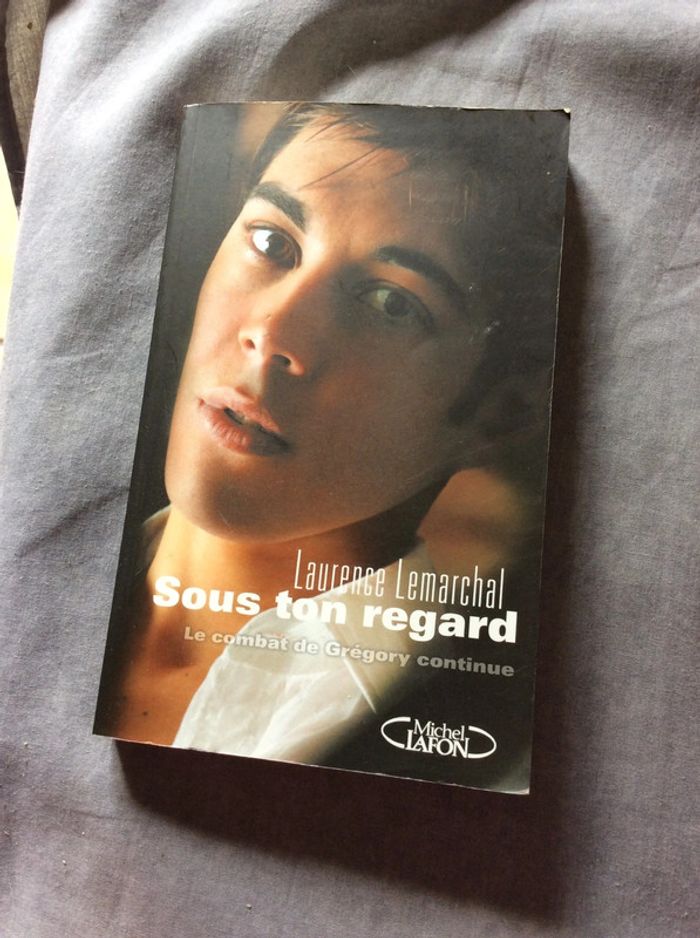 Laurence Lemarchal
Sous ton regard
Le combat de Grégory continue
Michel
LAFON